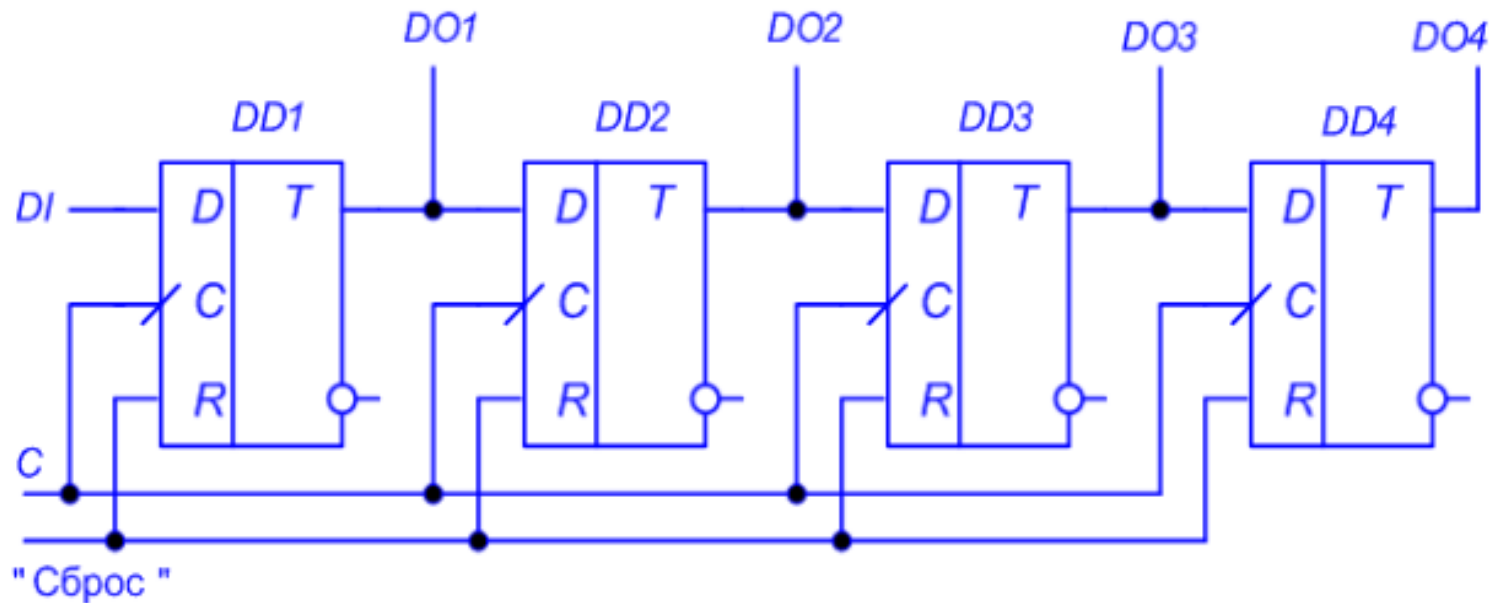 DO1 DO2 DO3 DO4
DD1 DD2 DD3 DD4
DI D T D T D T D T
C C C C
R R R R
C
" Сброс "